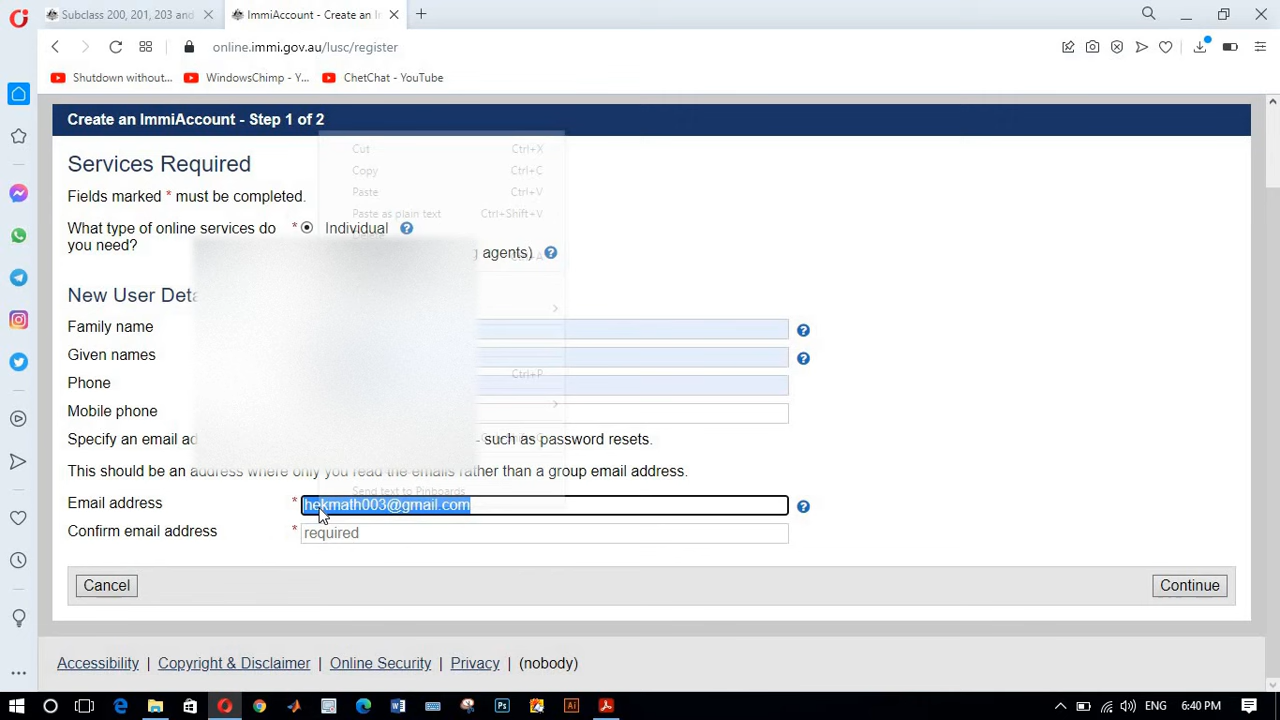 Subclass 200, 201, 203 and
ImmiAccount - Create an I
online.immi.gov.au/lusc/register
Shutdown without...
WindowsChimp - Y...
ChetChat - YouTube
Create an ImmiAccount - Step 1 of 2
Services Required
Fields marked * must be completed.
What type of online services do you need?
* Individual
agents)
New User Deta
Family name
Given names
Phone
Mobile phone
Specify an email ad - such as password resets.
This should be an address where only you read the emails rather than a group email address.
Email address * hekmath003@gmail.com
Confirm email address * required
Cut Ctrl+X
Copy Ctrl+C
Paste Ctrl+V
Paste as plain text Ctrl+Shift+V
Ctrl+A
Ctrl+P
Send text to Pinboards
Cancel
Continue
Accessibility | Copyright & Disclaimer | Online Security | Privacy | (nobody)
ENG 6:40 PM